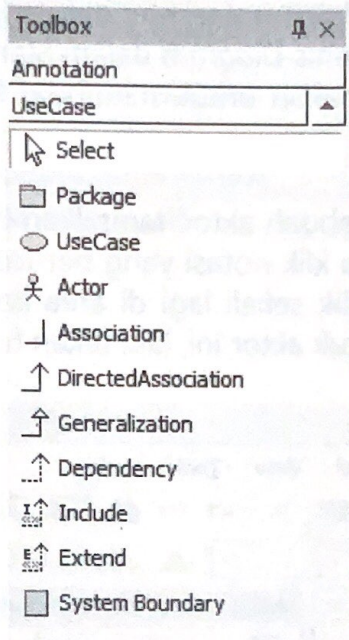 Toolbox
Annotation
UseCase
Select
Package
UseCase
Actor
Association
DirectedAssociation
Generalization
Dependency
Include
Extend
System Boundary